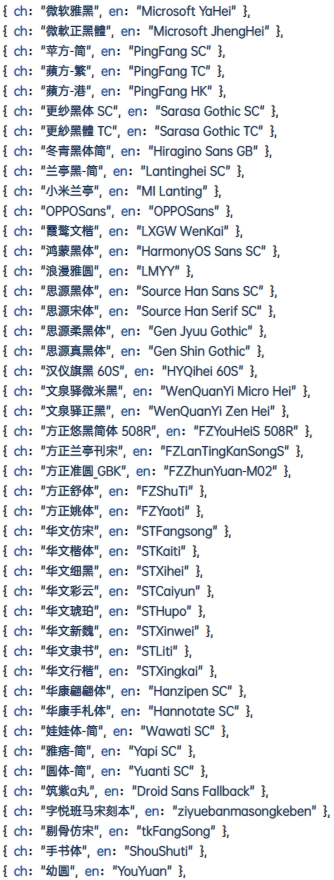 { ch: "微软雅黑", en: "Microsoft YaHei" },
{ ch: "微軟正黑體", en: "Microsoft JhengHei" },
{ ch: "苹方-简", en: "PingFang SC" },
{ ch: "蘋方-繁", en: "PingFang TC" },
{ ch: "蘋方-港", en: "PingFang HK" },
{ ch: "更纱黑体 SC", en: "Sarasa Gothic SC" },
{ ch: "更紗黑體 TC", en: "Sarasa Gothic TC" },
{ ch: "冬青黑体简", en: "Hiragino Sans GB" },
{ ch: "兰亭黑-简", en: "Lantinghei SC" },
{ ch: "小米兰亭", en: "MI Lanting" },
{ ch: "OPPOSans", en: "OPPOSans" },
{ ch: "霞鹜文楷", en: "LXGW WenKai" },
{ ch: "鸿蒙黑体", en: "HarmonyOS Sans SC" },
{ ch: "浪漫雅圆", en: "LMYY" },
{ ch: "思源黑体", en: "Source Han Sans SC" },
{ ch: "思源宋体", en: "Source Han Serif SC" },
{ ch: "思源柔黑体", en: "Gen Jyuu Gothic" },
{ ch: "思源真黑体", en: "Gen Shin Gothic" },
{ ch: "汉仪旗黑 60S", en: "HYQihei 60S" },
{ ch: "文泉驿微米黑", en: "WenQuanYi Micro Hei" },
{ ch: "文泉驿正黑", en: "WenQuanYi Zen Hei" },
{ ch: "方正悠黑简体 508R", en: "FZYouHeiS 508R" },
{ ch: "方正兰亭刊宋", en: "FZLanTingKanSongS" },
{ ch: "方正准圆_GBK", en: "FZZhunYuan-M02" },
{ ch: "方正舒体", en: "FZShuTi" },
{ ch: "方正姚体", en: "FZYaoti" },
{ ch: "华文仿宋", en: "STFangsong" },
{ ch: "华文楷体", en: "STKaiti" },
{ ch: "华文细黑", en: "STXihei" },
{ ch: "华文彩云", en: "STCaiyun" },
{ ch: "华文琥珀", en: "STHupo" },
{ ch: "华文新魏", en: "STXinwei" },
{ ch: "华文隶书", en: "STLiti" },
{ ch: "华文行楷", en: "STXingkai" },
{ ch: "华康翩翩体", en: "Hanzipen SC" },
{ ch: "华康手札体", en: "Hannotate SC" },
{ ch: "娃娃体-简", en: "Wawati SC" },
{ ch: "雅痞-简", en: "Yapi SC" },
{ ch: "圆体-简", en: "Yuanti SC" },
{ ch: "筑紫a丸", en: "Droid Sans Fallback" },
{ ch: "字悦班马宋刻本", en: "ziyuebanmasongkeben" },
{ ch: "剔骨仿宋", en: "tkFangSong" },
{ ch: "手书体", en: "ShouShuti" },
{ ch: "幼圆", en: "YouYuan" },